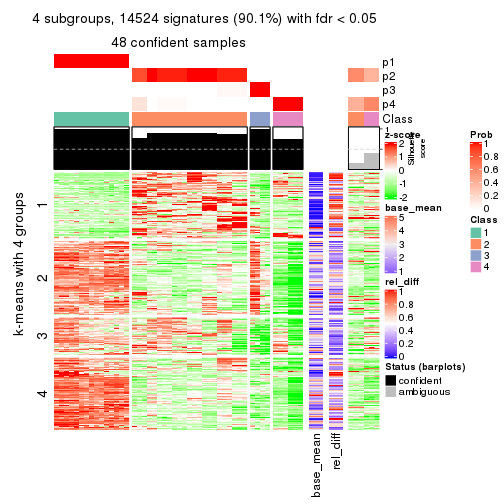 4 subgroups, 14524 signatures (90.1%) with fdr < 0.05
48 confident samples
p1
p2
p3
p4
Class
1
Silhouette
score
k-means with 4 groups
1
2
3
4
base_mean
rel_diff
z-score
2
1
0
-1
-2
base_mean
5
4
3
2
1
rel_diff
1
0.8
0.6
0.4
0.2
0
Status (barplots)
confident
ambiguous
Prob
1
0.8
0.6
0.4
0.2
0
Class
1
2
3
4